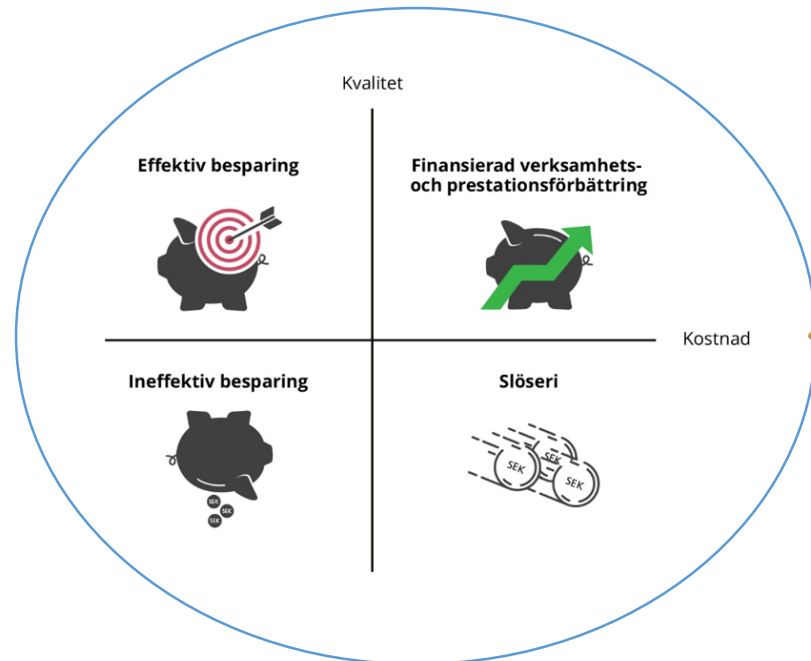 Kvalitet
Effektiv besparing
Finansierad verksamhets-
och prestationsförbättring
Kostnad
Ineffektiv besparing
Slöseri
SEK
SEK
SEK
SEK
SEK
SEK